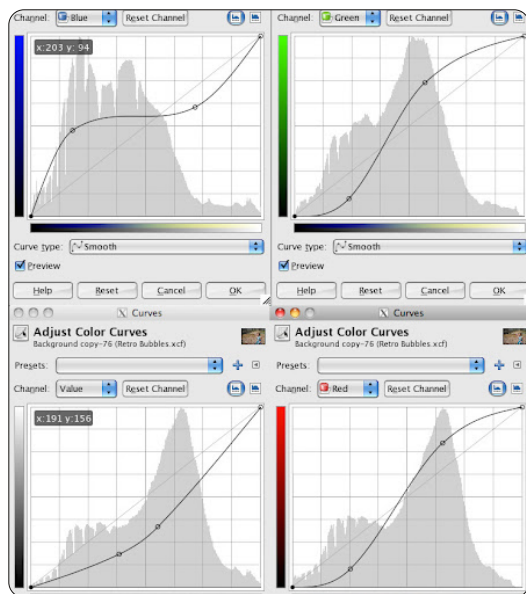 Channel: Blue Reset Channel
x:203 y: 94
Curve type: Smooth
Preview
Help Reset Cancel OK
Channel: Green Reset Channel
Curve type: Smooth
Preview
Help Reset Cancel OK
Curves
Adjust Color Curves
Background copy-76 (Retro Bubbles.xcf)
Presets:
Channel: Value Reset Channel
x:191 y:156
Curves
Adjust Color Curves
Background copy-76 (Retro Bubbles.xcf)
Presets:
Channel: Red Reset Channel